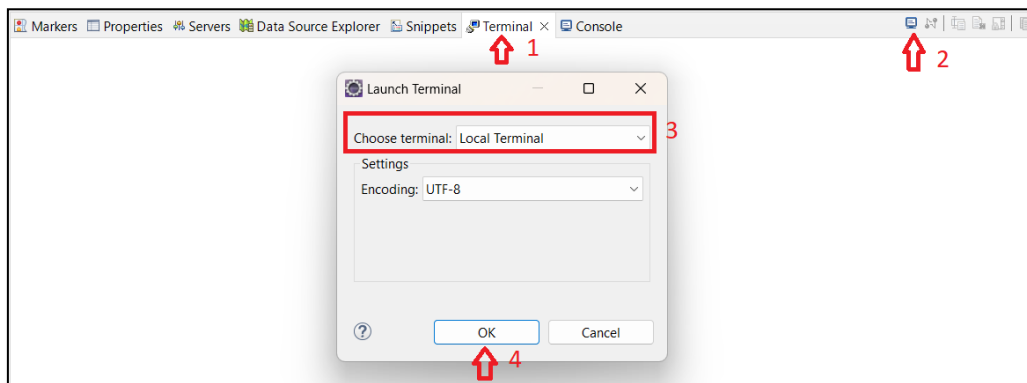 Markers Properties Servers Data Source Explorer Snippets Terminal Console
1
2
Launch Terminal
Choose terminal: Local Terminal
3
Settings
Encoding: UTF-8
OK Cancel
4